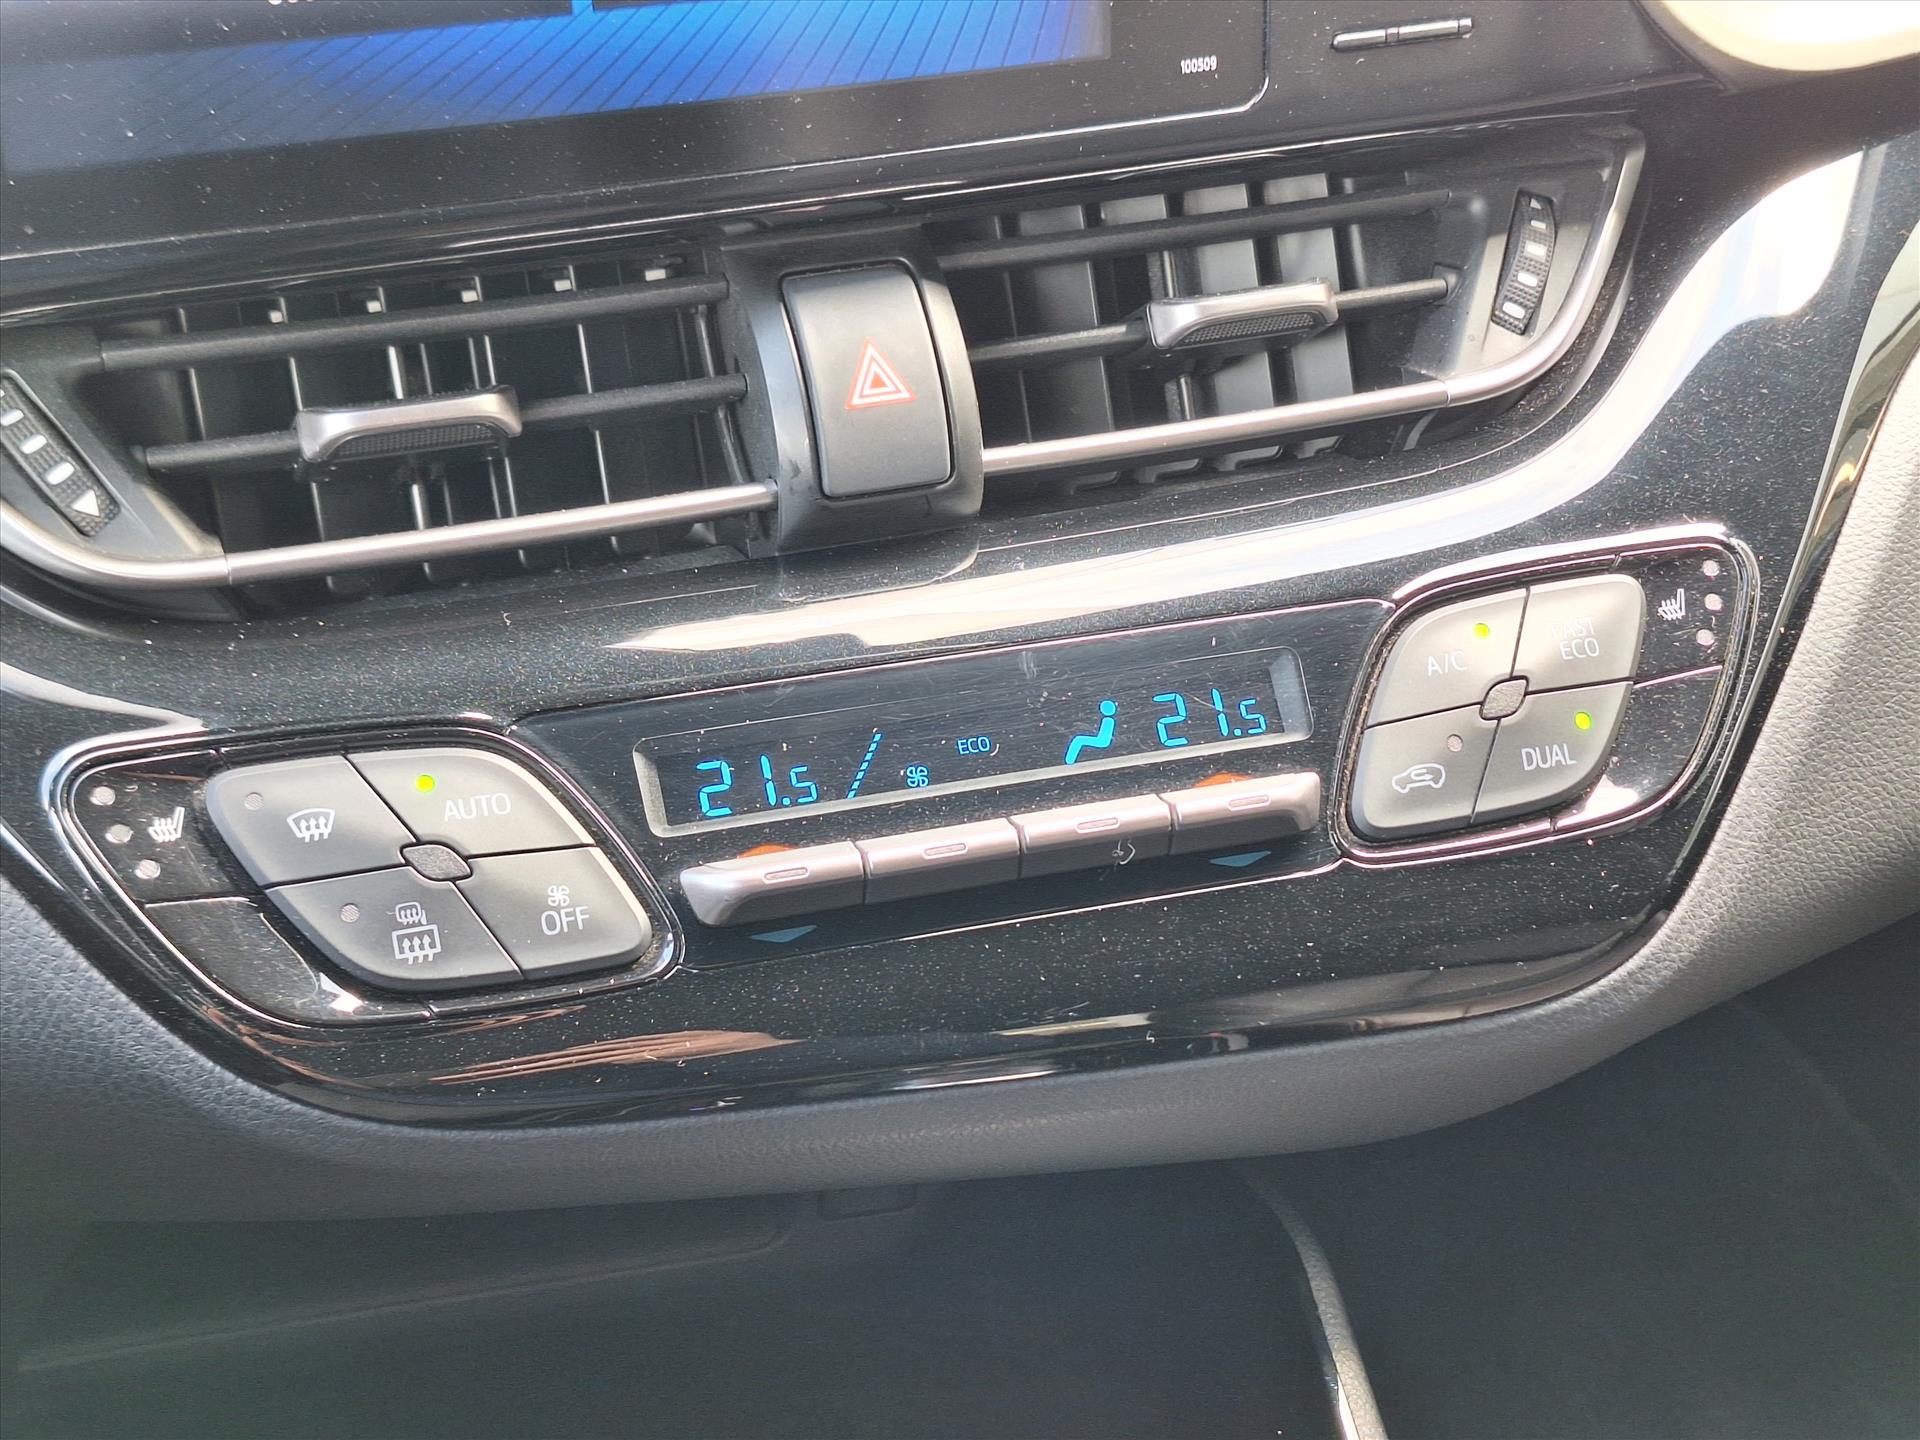 100509
A/C
FAST
ECO
21.5
ECO
21.5
DUAL
AUTO
OFF